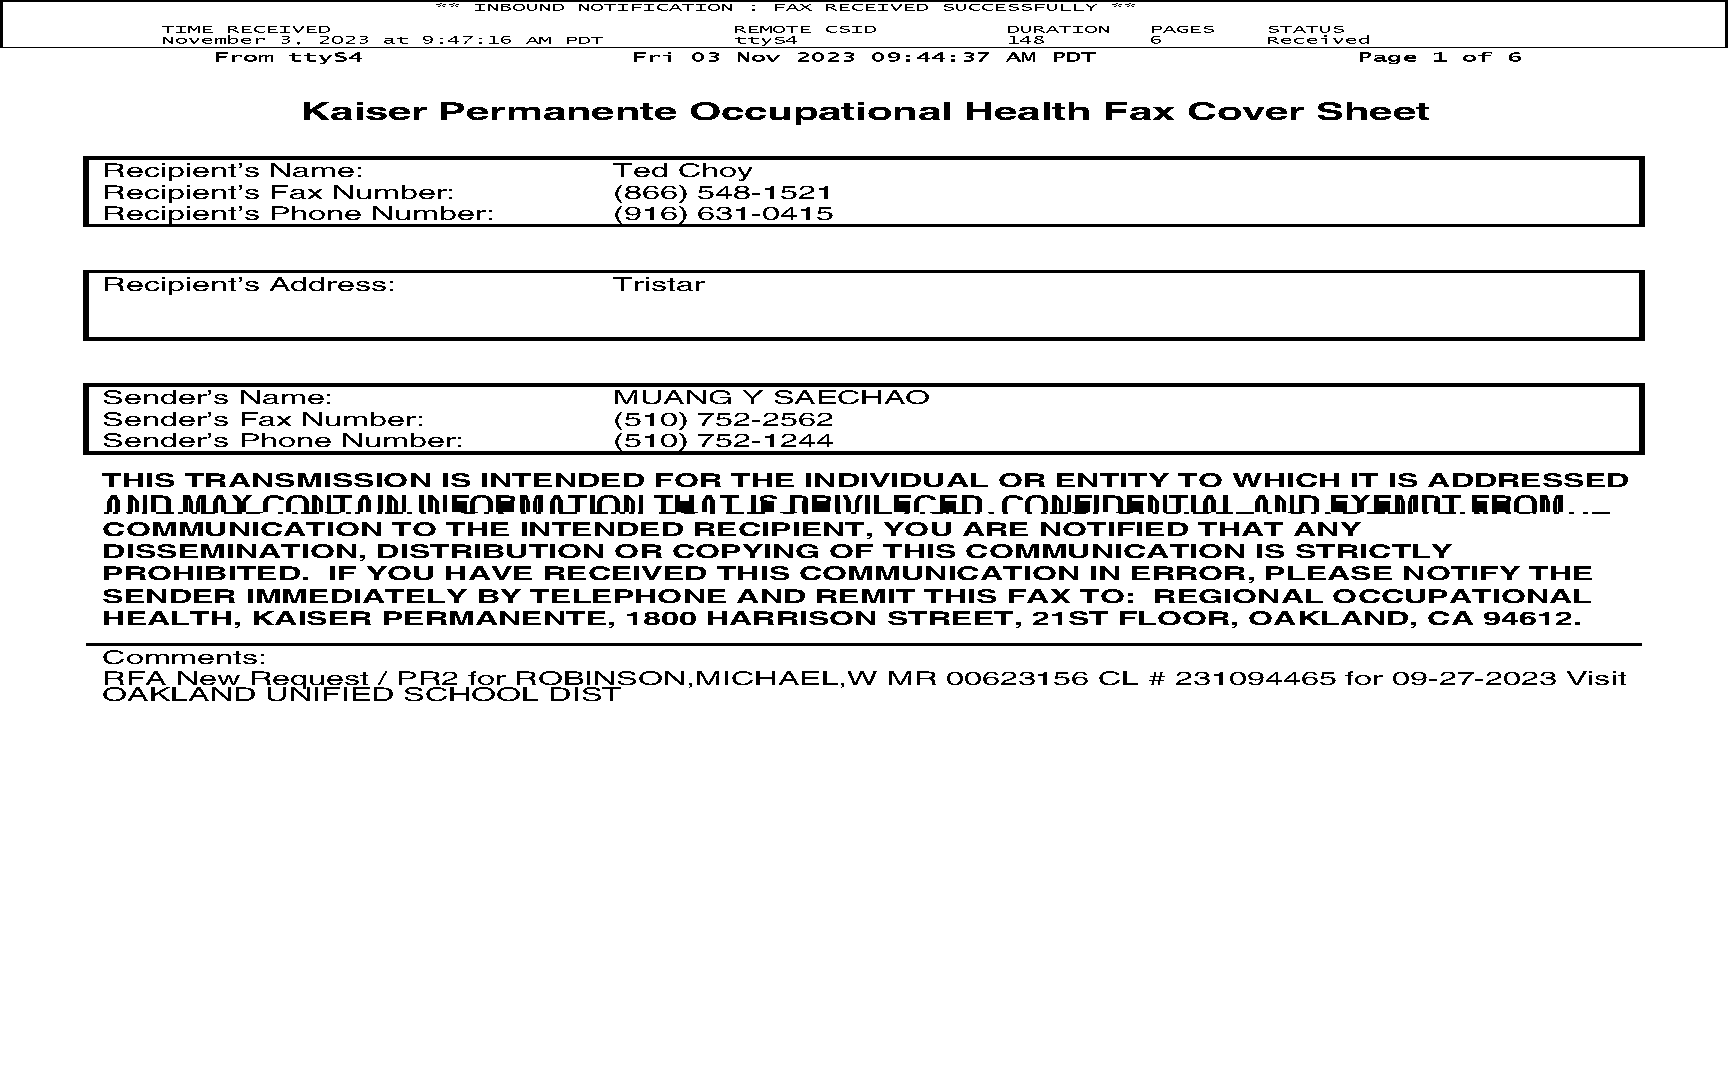 ** INBOUND NOTIFICATION : FAX RECEIVED SUCCESSFULLY **
TIME RECEIVED REMOTE CSID DURATION PAGES STATUS
November 3, 2023 at 9:47:16 AM PDT ttyS4 148 6 Received
From ttyS4 Fri 03 Nov 2023 09:44:37 AM PDT Page 1 of 6
Kaiser Permanente Occupational Health Fax Cover Sheet
Recipient's Name: Ted Choy
Recipient's Fax Number: (866) 548-1521
Recipient's Phone Number: (916) 631-0415
Recipient's Address: Tristar
Sender's Name: MUANG Y SAECHAO
Sender's Fax Number: (510) 752-2562
Sender's Phone Number: (510) 752-1244
THIS TRANSMISSION IS INTENDED FOR THE INDIVIDUAL OR ENTITY TO WHICH IT IS ADDRESSED
AND MAY CONTAIN INFORMATION THAT IS PRIVILEGED, CONFIDENTIAL, AND EXEMPT FROM
COMMUNICATION TO THE INTENDED RECIPIENT, YOU ARE NOTIFIED THAT ANY
DISSEMINATION, DISTRIBUTION OR COPYING OF THIS COMMUNICATION IS STRICTLY
PROHIBITED. IF YOU HAVE RECEIVED THIS COMMUNICATION IN ERROR, PLEASE NOTIFY THE
SENDER IMMEDIATELY BY TELEPHONE AND REMIT THIS FAX TO: REGIONAL OCCUPATIONAL
HEALTH, KAISER PERMANENTE, 1800 HARRISON STREET, 21ST FLOOR, OAKLAND, CA 94612.
Comments:
RFA New Request / PR2 for ROBINSON,MICHAEL,W MR 00623156 CL # 231094465 for 09-27-2023 Visit
OAKLAND UNIFIED SCHOOL DIST